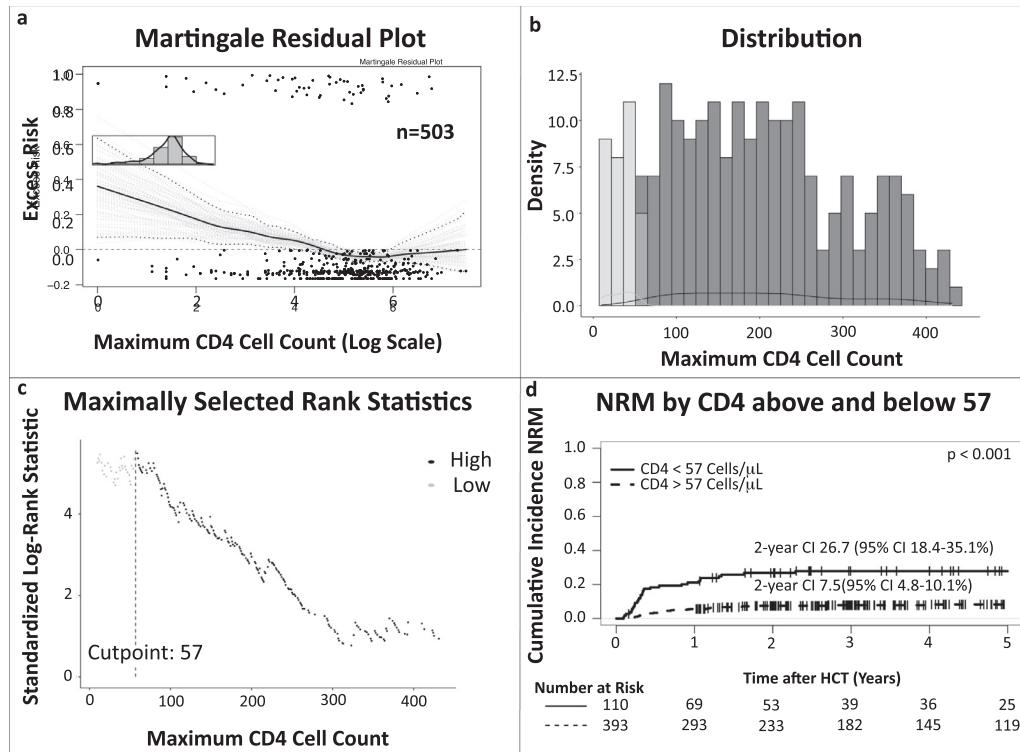 a
Martingale Residual Plot
Martingale Residual Plot
1.0
0.8
0.6
0.4
0.2
0.0
−0.2
Excess Risk
n=503
0 2 4 6
Maximum CD4 Cell Count (Log Scale)
b
Distribution
12.5
10.0
7.5
5.0
2.5
0.0
Density
0 100 200 300 400
Maximum CD4 Cell Count
c
Maximally Selected Rank Statistics
Standardized Log-Rank Statistic
High
Low
4
2
0
Cutpoint: 57
0 100 200 300 400
Maximum CD4 Cell Count
d
NRM by CD4 above and below 57
Cumulative Incidence NRM
1.0
0.8
0.6
0.4
0.2
0.0
p < 0.001
CD4 < 57 Cells/µL
CD4 > 57 Cells/µL
2-year CI 26.7 (95% CI 18.4-35.1%)
2-year CI 7.5(95% CI 4.8-10.1%)
0 1 2 3 4 5
Time after HCT (Years)
Number at Risk
110 69 53 39 36 25
393 293 233 182 145 119